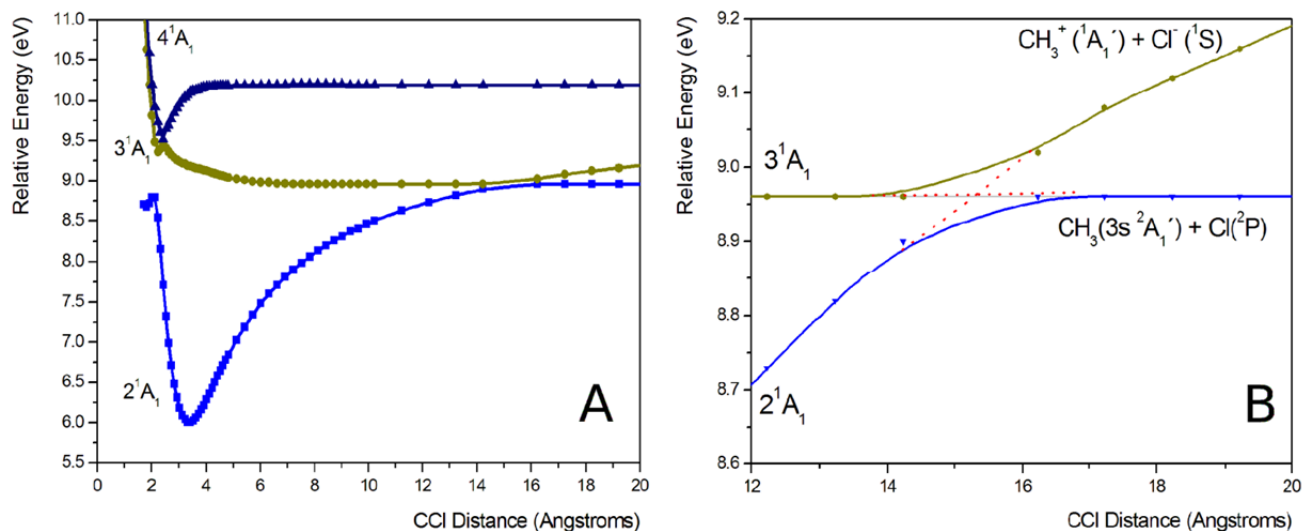 11.0
10.5
10.0
9.5
9.0
8.5
8.0
7.5
7.0
6.5
6.0
5.5
Relative Energy (eV)
4¹A₁
3¹A₁
2¹A₁
A
0 2 4 6 8 10 12 14 16 18 20
CCl Distance (Angstroms)
9.2
9.1
9.0
8.9
8.8
8.7
8.6
Relative Energy (eV)
CH₃⁺ (¹A₁´) + Cl⁻ (¹S)
3¹A₁
CH₃(3s ²A₁´) + Cl(²P)
2¹A₁
B
12 14 16 18 20
CCl Distance (Angstroms)